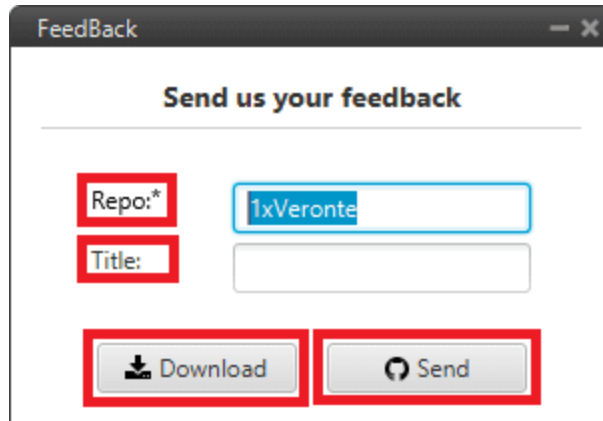 FeedBack
Send us your feedback
Repo:* 1xVeronte
Title:
Download Send